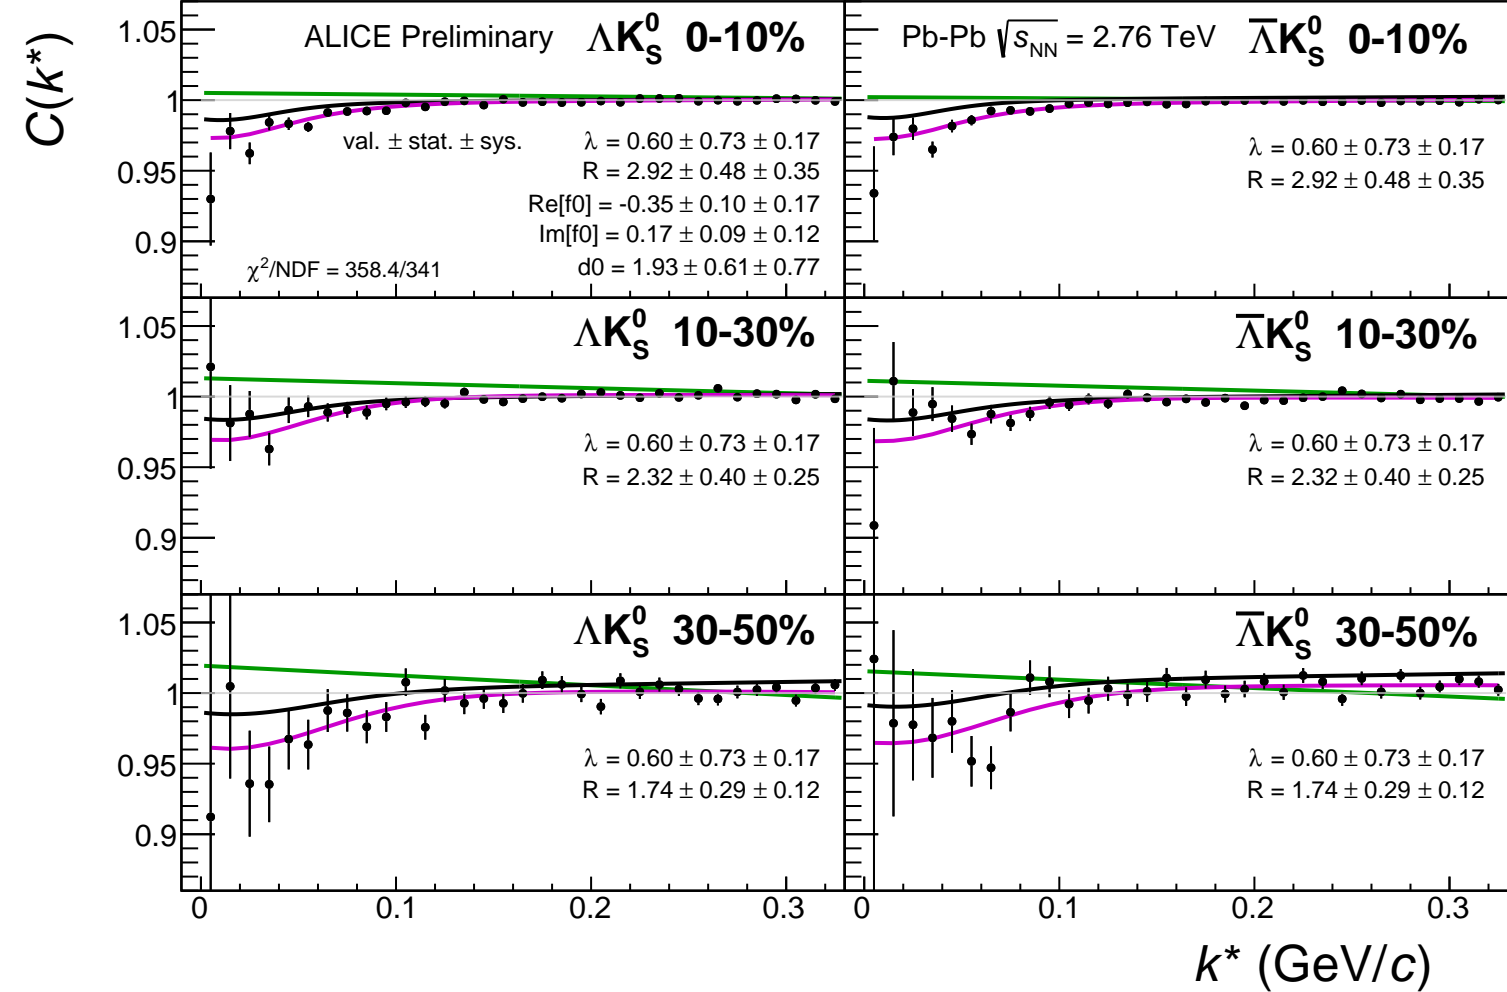 C(k*)
ALICE Preliminary ΛK⁰_S 0-10%
val. ± stat. ± sys.
λ = 0.60 ± 0.73 ± 0.17
R = 2.92 ± 0.48 ± 0.35
Re[f0] = -0.35 ± 0.10 ± 0.17
Im[f0] = 0.17 ± 0.09 ± 0.12
d0 = 1.93 ± 0.61 ± 0.77
χ²/NDF = 358.4/341
1.05
1
0.95
0.9
Pb-Pb √s_NN = 2.76 TeV Λ̅K⁰_S 0-10%
λ = 0.60 ± 0.73 ± 0.17
R = 2.92 ± 0.48 ± 0.35
ΛK⁰_S 10-30%
λ = 0.60 ± 0.73 ± 0.17
R = 2.32 ± 0.40 ± 0.25
1.05
1
0.95
0.9
Λ̅K⁰_S 10-30%
λ = 0.60 ± 0.73 ± 0.17
R = 2.32 ± 0.40 ± 0.25
ΛK⁰_S 30-50%
λ = 0.60 ± 0.73 ± 0.17
R = 1.74 ± 0.29 ± 0.12
1.05
1
0.95
0.9
Λ̅K⁰_S 30-50%
λ = 0.60 ± 0.73 ± 0.17
R = 1.74 ± 0.29 ± 0.12
0 0.1 0.2 0.3 0 0.1 0.2 0.3
k* (GeV/c)